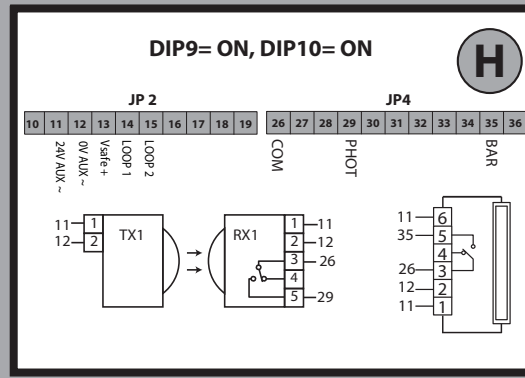 DIP9= ON, DIP10= ON
H
JP 2
JP4
10 11 12 13 14 15 16 17 18 19
26 27 28 29 30 31 32 33 34 35 36
24V AUX ~
0V AUX ~
Vsafe +
LOOP 1
LOOP 2
COM
PHOT
BAR
11 1
12 2
TX1
RX1
1 11
2 12
3 26
4
5 29
11 6
35 5
4
26 3
12 2
11 1